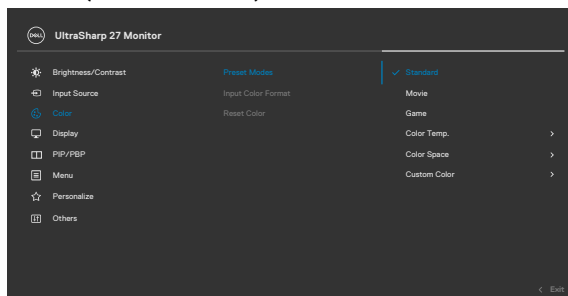 DELL UltraSharp 27 Monitor
Brightness/Contrast Preset Modes Standard
Input Source Input Color Format Movie
Color Reset Color Game
Display Color Temp.
PIP/PBP Color Space
Menu Custom Color
Personalize
Others
Exit